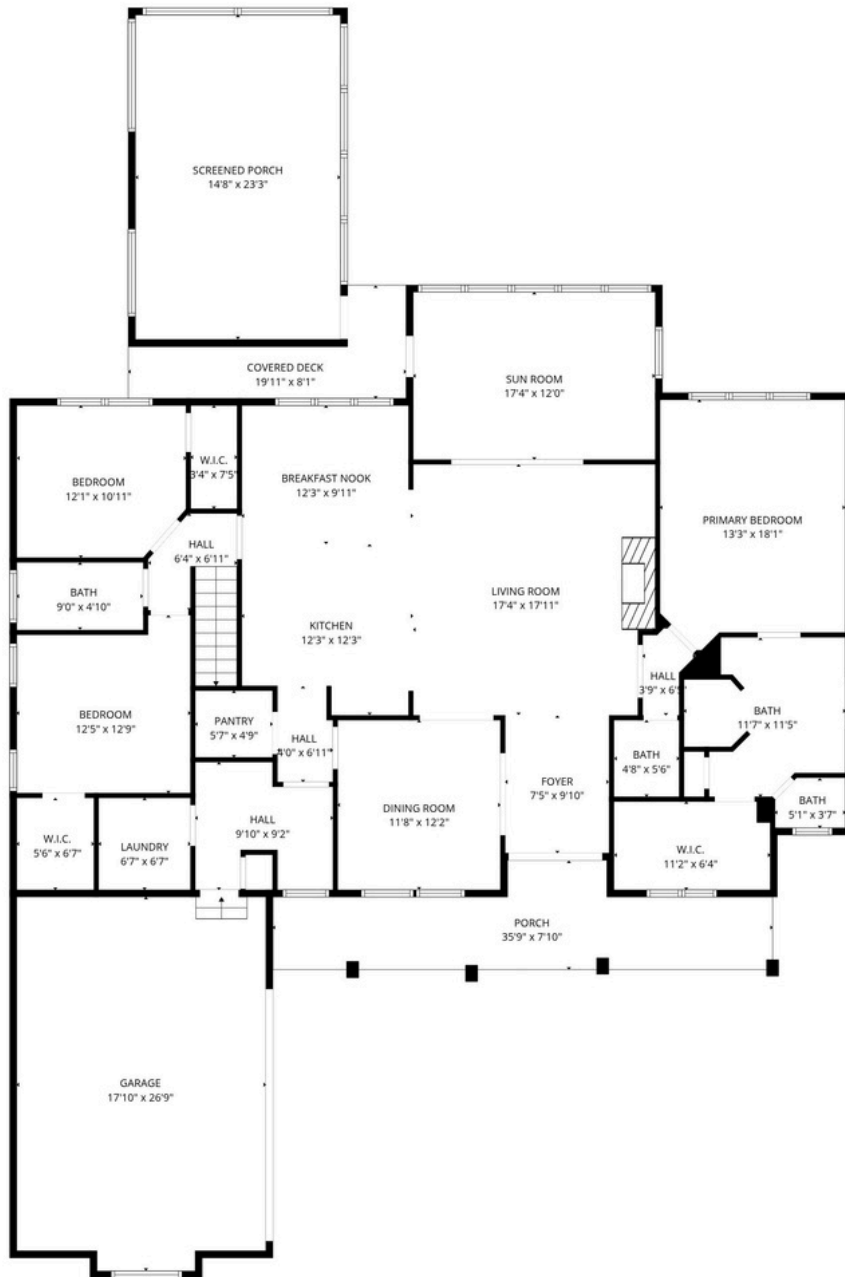 SCREENED PORCH
14'8" x 23'3"
COVERED DECK
19'11" x 8'1"
SUN ROOM
17'4" x 12'0"
BEDROOM
12'1" x 10'11"
W.I.C.
3'4" x 7'5"
BREAKFAST NOOK
12'3" x 9'11"
PRIMARY BEDROOM
13'3" x 18'1"
HALL
6'4" x 6'11"
BATH
9'0" x 4'10"
LIVING ROOM
17'4" x 17'11"
KITCHEN
12'3" x 12'3"
HALL
3'9" x
BEDROOM
12'5" x 12'9"
PANTRY
5'7" x 4'9"
HALL
4'0" x 6'11"
BATH
11'7" x 11'5"
BATH
4'8" x 5'6"
FOYER
7'5" x 9'10"
DINING ROOM
11'8" x 12'2"
HALL
9'10" x 9'2"
BATH
5'1" x 3'7"
W.I.C.
5'6" x 6'7"
LAUNDRY
6'7" x 6'7"
W.I.C.
11'2" x 6'4"
PORCH
35'9" x 7'10"
GARAGE
17'10" x 26'9"